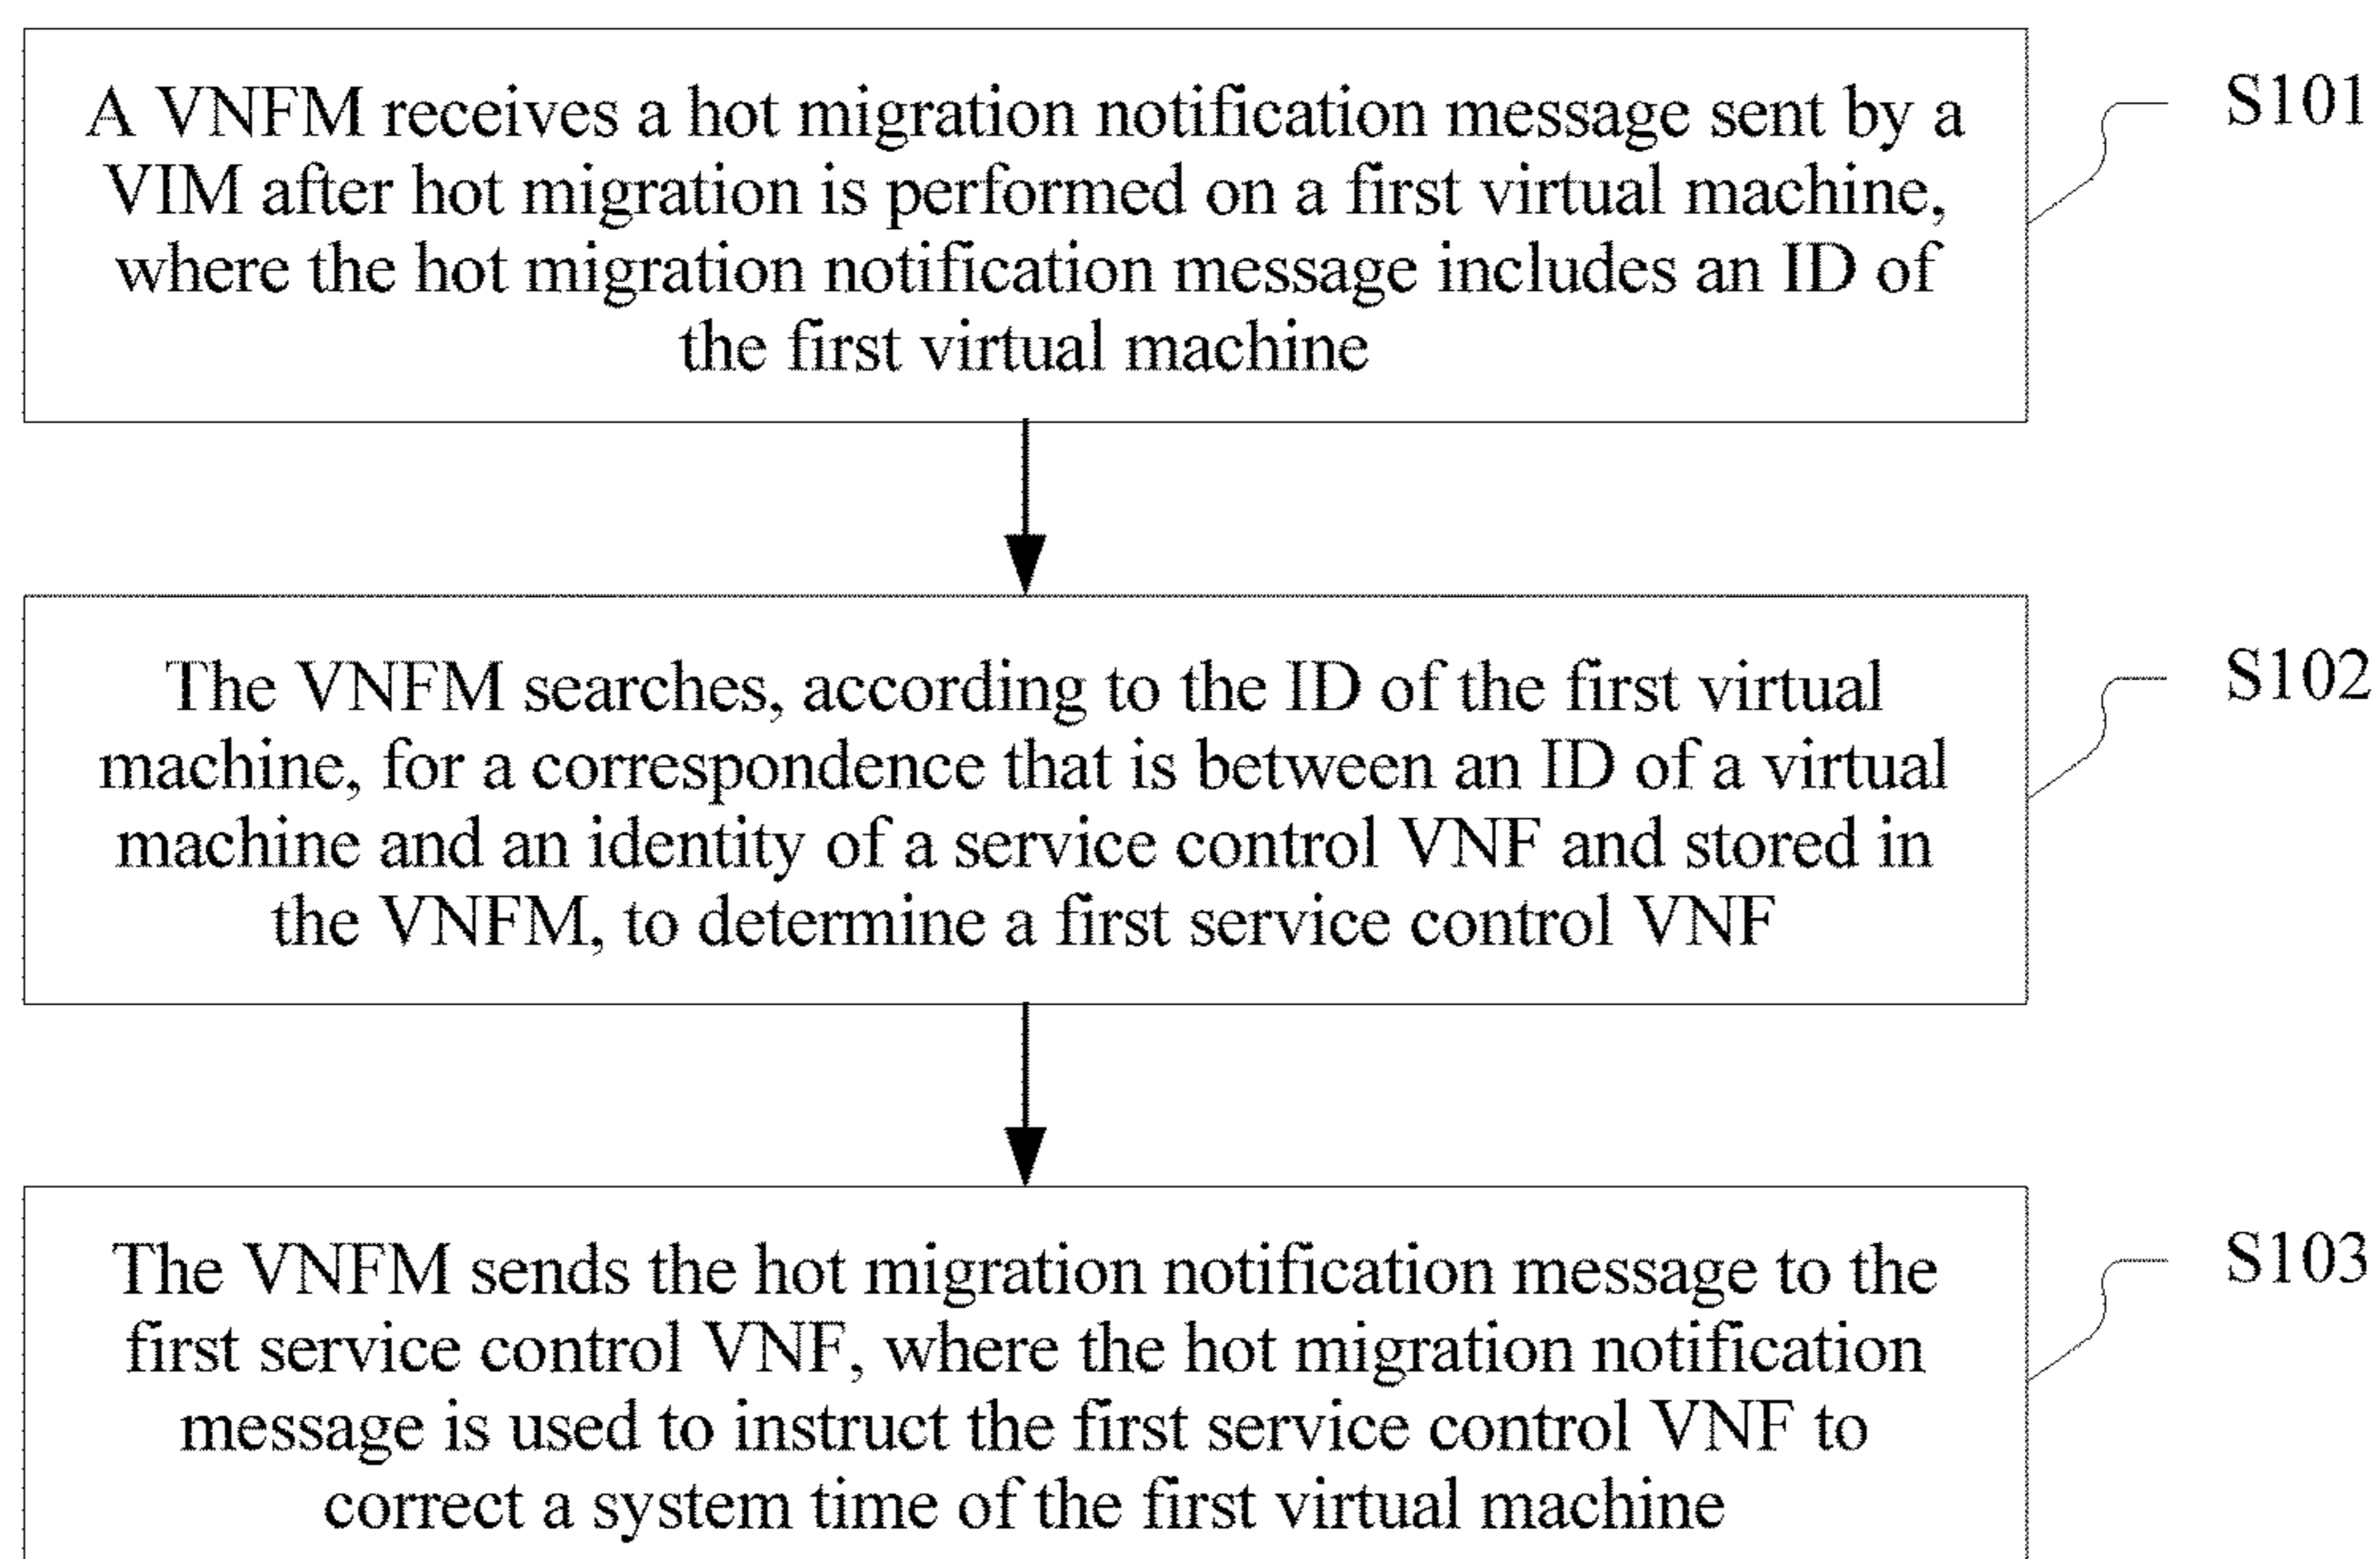 A VNFM receives a hot migration notification message sent by a
VIM after hot migration is performed on a first virtual machine,
where the hot migration notification message includes an ID of
the first virtual machine
S101
The VNFM searches, according to the ID of the first virtual
machine, for a correspondence that is between an ID of a virtual
machine and an identity of a service control VNF and stored in
the VNFM, to determine a first service control VNF
S102
The VNFM sends the hot migration notification message to the
first service control VNF, where the hot migration notification
message is used to instruct the first service control VNF to
correct a system time of the first virtual machine
S103